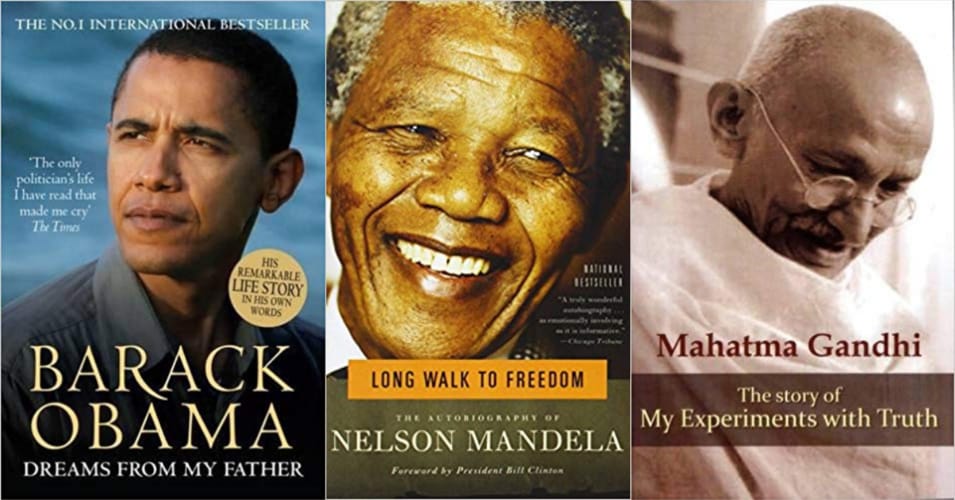 THE NO.1 INTERNATIONAL BESTSELLER
'The only
politician's life
I have read that
made me cry'
The Times
HIS
REMARKABLE
LIFE STORY
IN HIS OWN
WORDS
BARACK
OBAMA
DREAMS FROM MY FATHER
NATIONAL
BESTSELLER
"A truly wonderful
autobiography . . .
as emotionally involving
as it is informative."
—Chicago Tribune
LONG WALK TO FREEDOM
THE AUTOBIOGRAPHY OF
NELSON MANDELA
Foreword by President Bill Clinton
Mahatma Gandhi
The story of
My Experiments with Truth